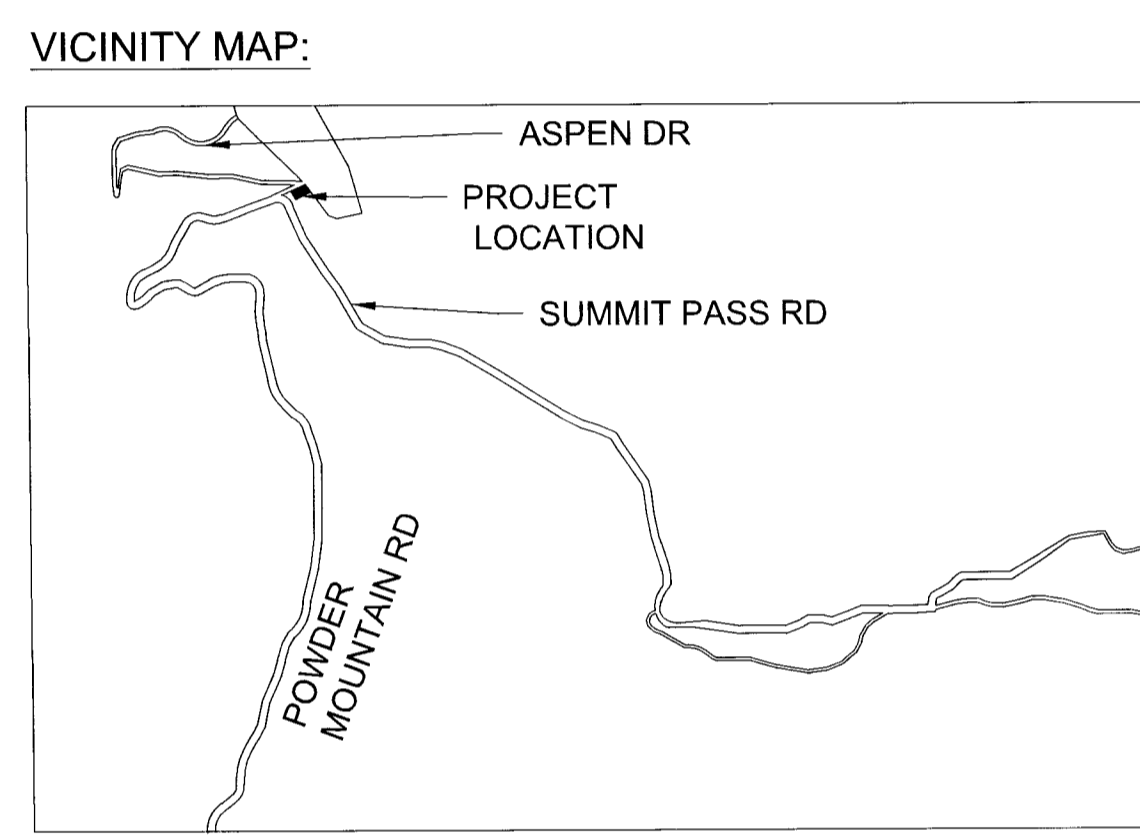 VICINITY MAP:
ASPEN DR
PROJECT
LOCATION
SUMMIT PASS RD
POWDER
MOUNTAIN RD